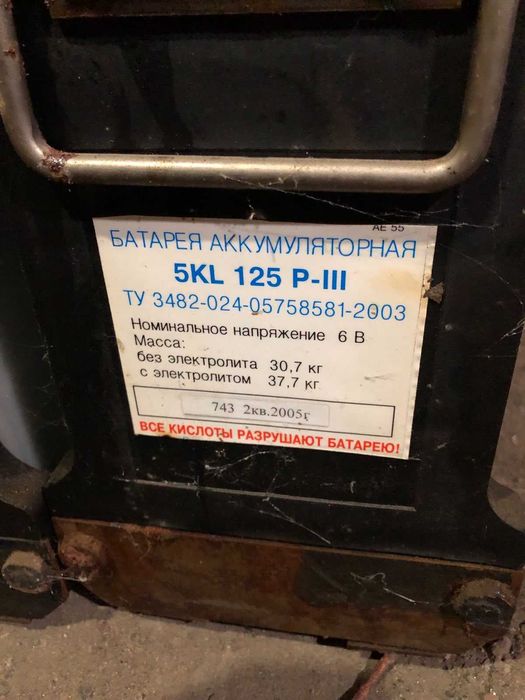 АЕ 55
БАТАРЕЯ АККУМУЛЯТОРНАЯ
5KL 125 P-III
ТУ 3482-024-05758581-2003
Номинальное напряжение 6 В
Масса:
без электролита 30,7 кг
с электролитом 37,7 кг
743 2кв.2005г
ВСЕ КИСЛОТЫ РАЗРУШАЮТ БАТАРЕЮ!